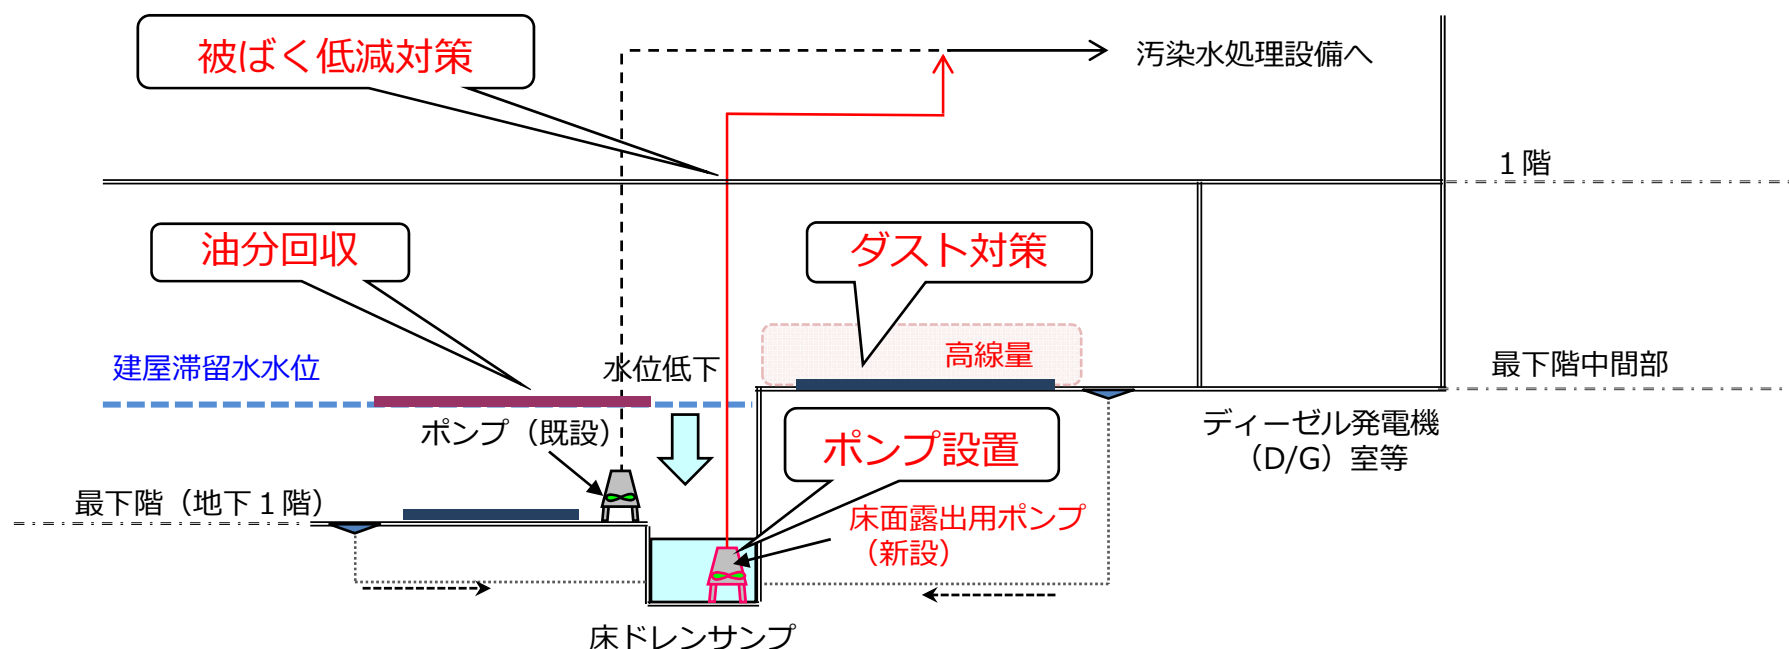 被ばく低減対策
汚染水処理設備へ
1階
油分回収
ダスト対策
建屋滞留水水位
水位低下
高線量
最下階中間部
ポンプ（既設）
ポンプ設置
ディーゼル発電機
（D/G）室等
最下階（地下１階）
床面露出用ポンプ
（新設）
床ドレンサンプ